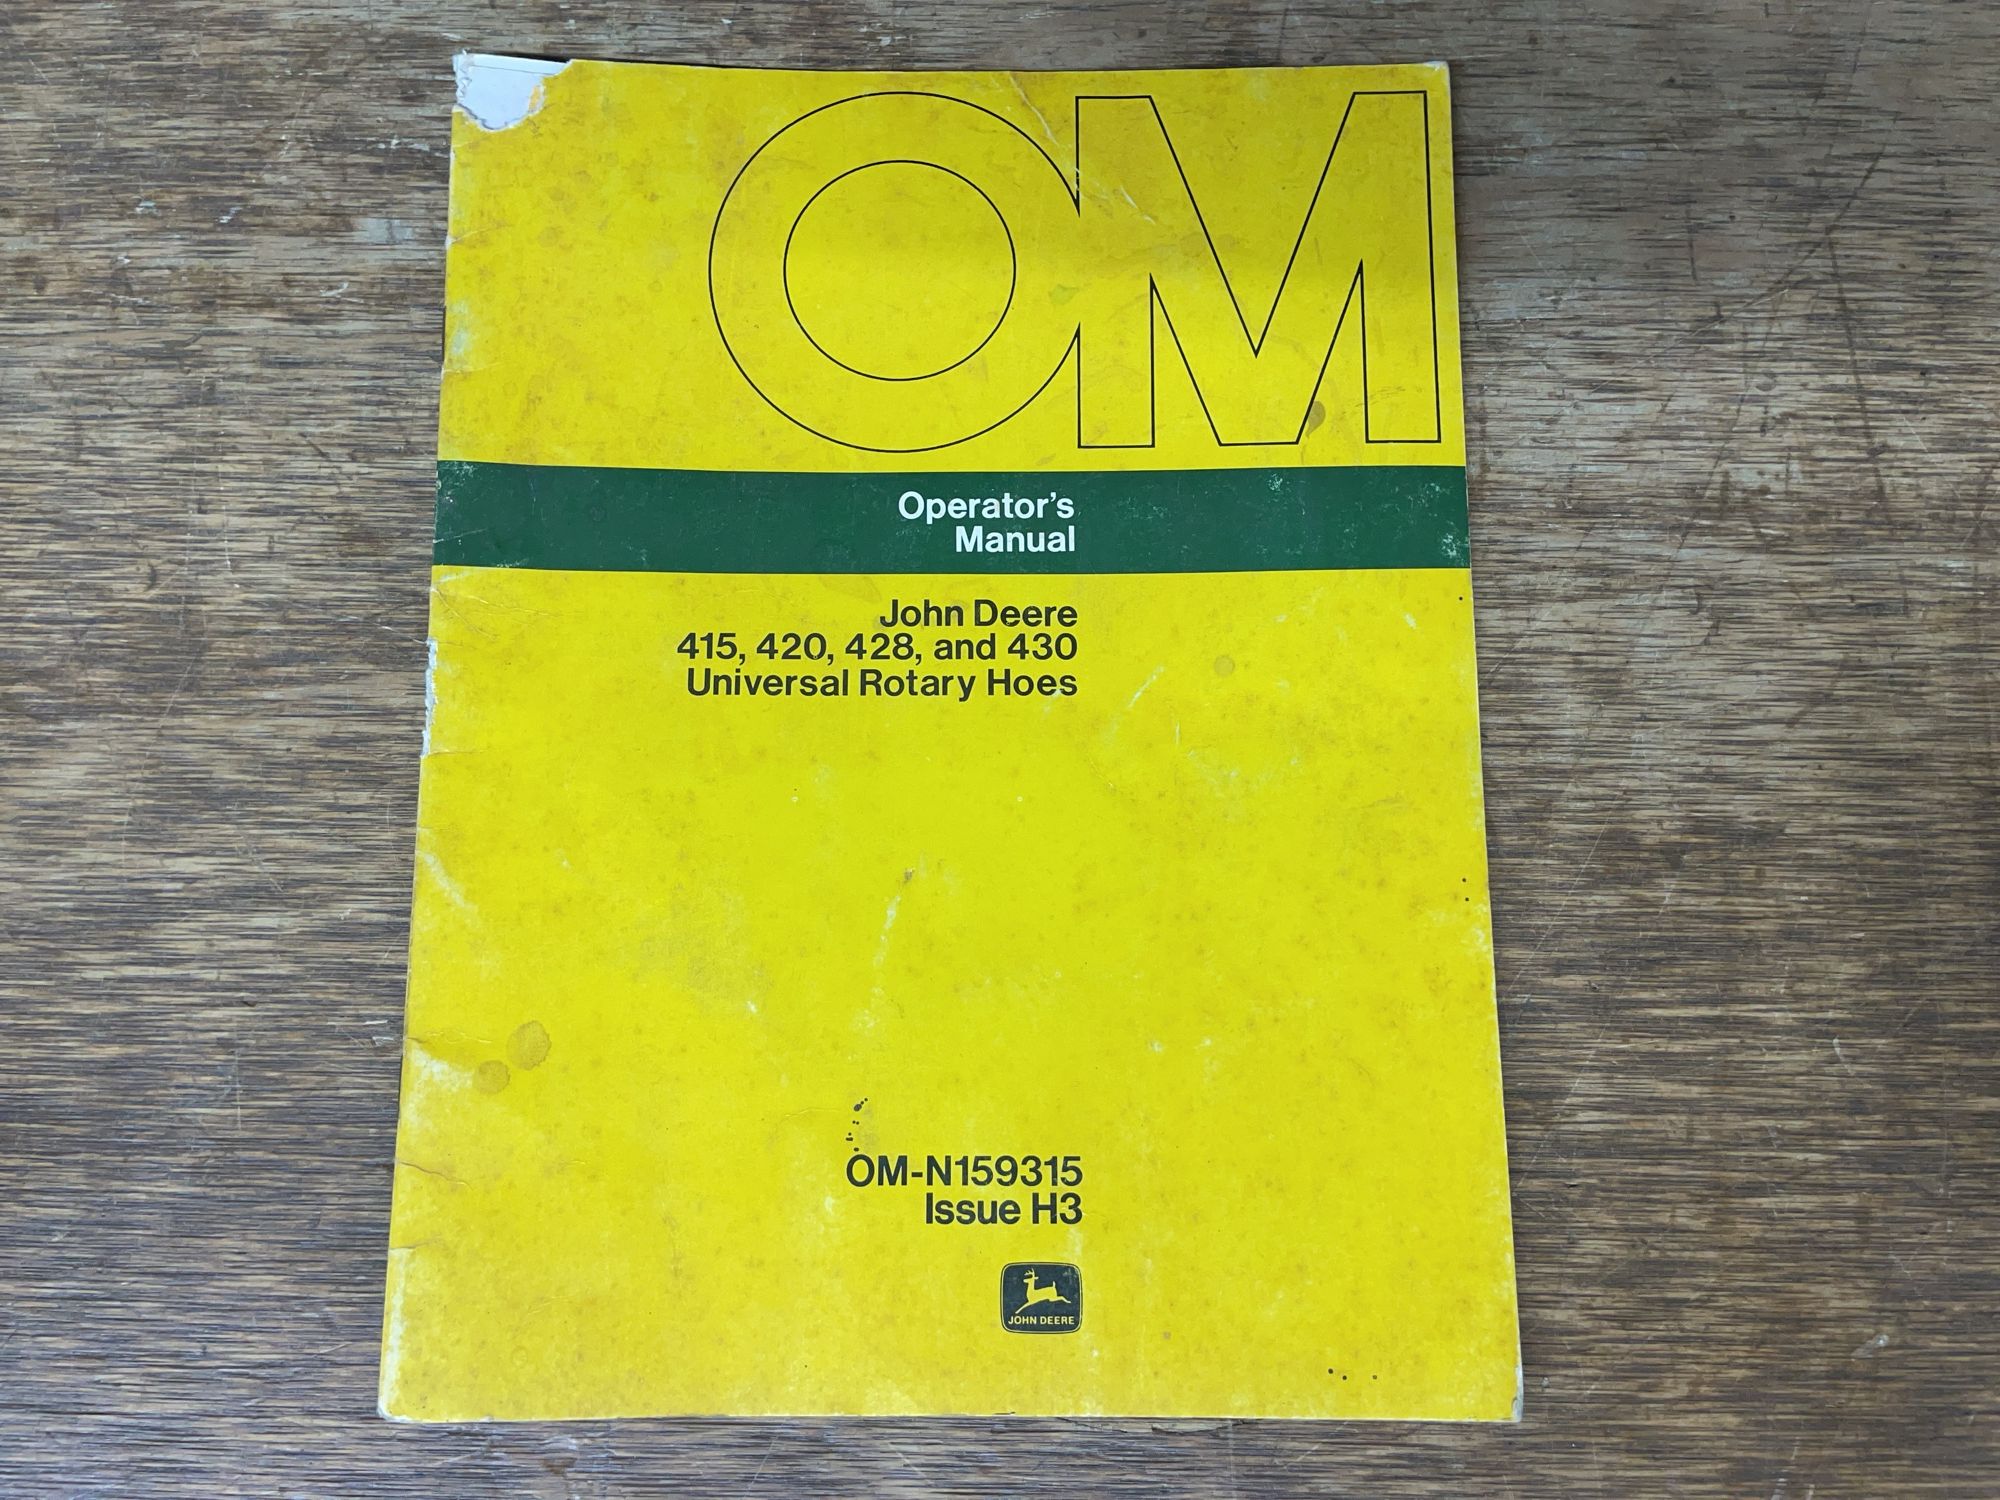 OM
Operator's
Manual
John Deere
415, 420, 428, and 430
Universal Rotary Hoes
OM-N159315
Issue H3
JOHN DEERE